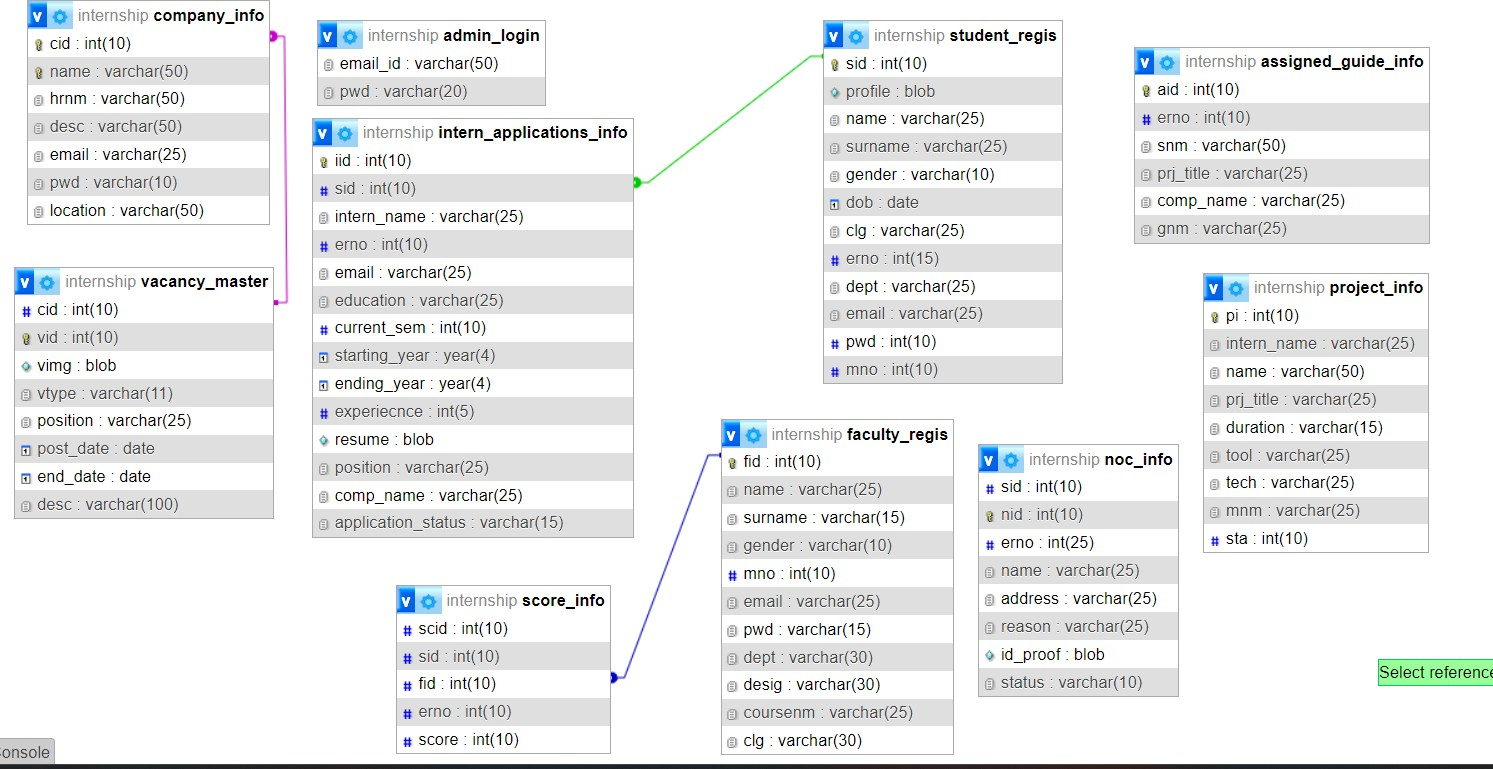 v internship company_info
cid : int(10)
name : varchar(50)
hrnm : varchar(50)
desc : varchar(50)
email : varchar(25)
pwd : varchar(10)
location : varchar(50)
v internship admin_login
email_id : varchar(50)
pwd : varchar(20)
v internship student_regis
sid : int(10)
profile : blob
name : varchar(25)
surname : varchar(25)
gender : varchar(10)
dob : date
clg : varchar(25)
# erno : int(15)
dept : varchar(25)
email : varchar(25)
# pwd : int(10)
# mno : int(10)
v internship assigned_guide_info
aid : int(10)
# erno : int(10)
snm : varchar(50)
prj_title : varchar(25)
comp_name : varchar(25)
gnm : varchar(25)
v internship intern_applications_info
iid : int(10)
# sid : int(10)
intern_name : varchar(25)
# erno : int(10)
email : varchar(25)
education : varchar(25)
# current_sem : int(10)
starting_year : year(4)
ending_year : year(4)
# experiecnce : int(5)
resume : blob
position : varchar(25)
comp_name : varchar(25)
application_status : varchar(15)
v internship vacancy_master
# cid : int(10)
vid : int(10)
vimg : blob
vtype : varchar(11)
position : varchar(25)
post_date : date
end_date : date
desc : varchar(100)
v internship project_info
pi : int(10)
intern_name : varchar(25)
name : varchar(50)
prj_title : varchar(25)
duration : varchar(15)
tool : varchar(25)
tech : varchar(25)
mnm : varchar(25)
# sta : int(10)
v internship faculty_regis
fid : int(10)
name : varchar(25)
surname : varchar(15)
gender : varchar(10)
# mno : int(10)
email : varchar(25)
pwd : varchar(15)
dept : varchar(30)
desig : varchar(30)
coursenm : varchar(25)
clg : varchar(30)
v internship noc_info
# sid : int(10)
nid : int(10)
# erno : int(25)
name : varchar(25)
address : varchar(25)
reason : varchar(25)
id_proof : blob
status : varchar(10)
v internship score_info
# scid : int(10)
# sid : int(10)
# fid : int(10)
# erno : int(10)
# score : int(10)
Select reference
onsole